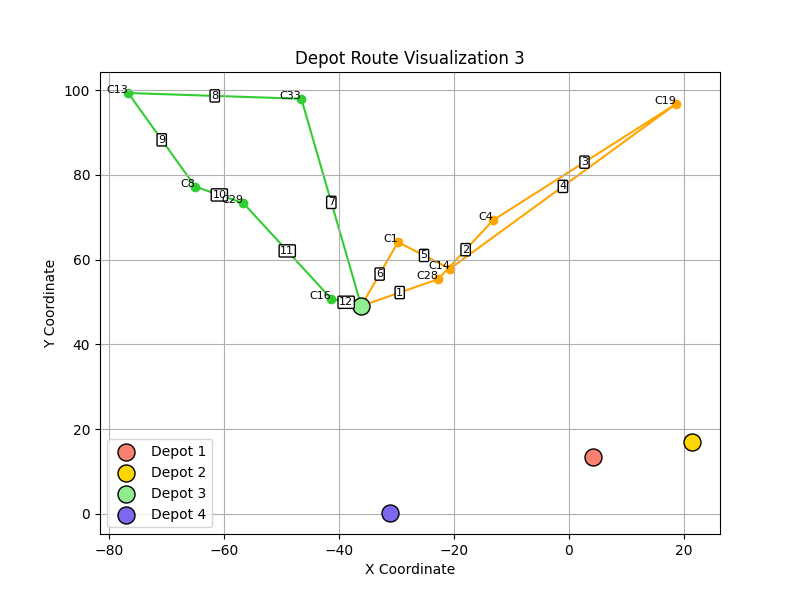 Depot Route Visualization 3
Y Coordinate
100
80
60
40
20
0
C13
8
C33
C19
9
3
C8
10
C29
4
7
C4
11
C1
2
5
C14
6
C28
1
C16
12
Depot 1
Depot 2
Depot 3
Depot 4
−80
−60
−40
−20
0
20
X Coordinate